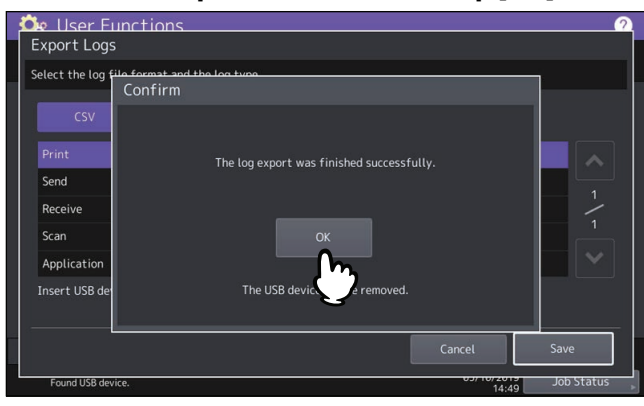 User Functions
?
Export Logs
Select the log file format and the log type.
Confirm
CSV
The log export was finished successfully.
Print
Send
Receive
Scan
Application
1
1
OK
Insert USB
The USB device removed.
Cancel
Save
Found USB device.
14:49
Job Status